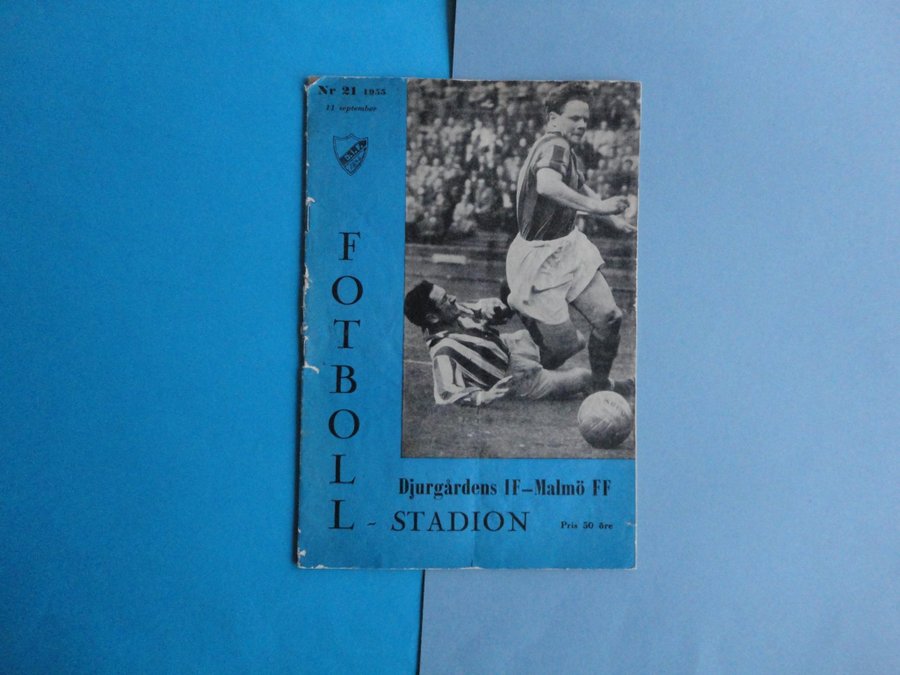 Nr 21 1955
11 september
FOTBOLL
Djurgårdens IF–Malmö FF
- STADION
Pris 50 öre